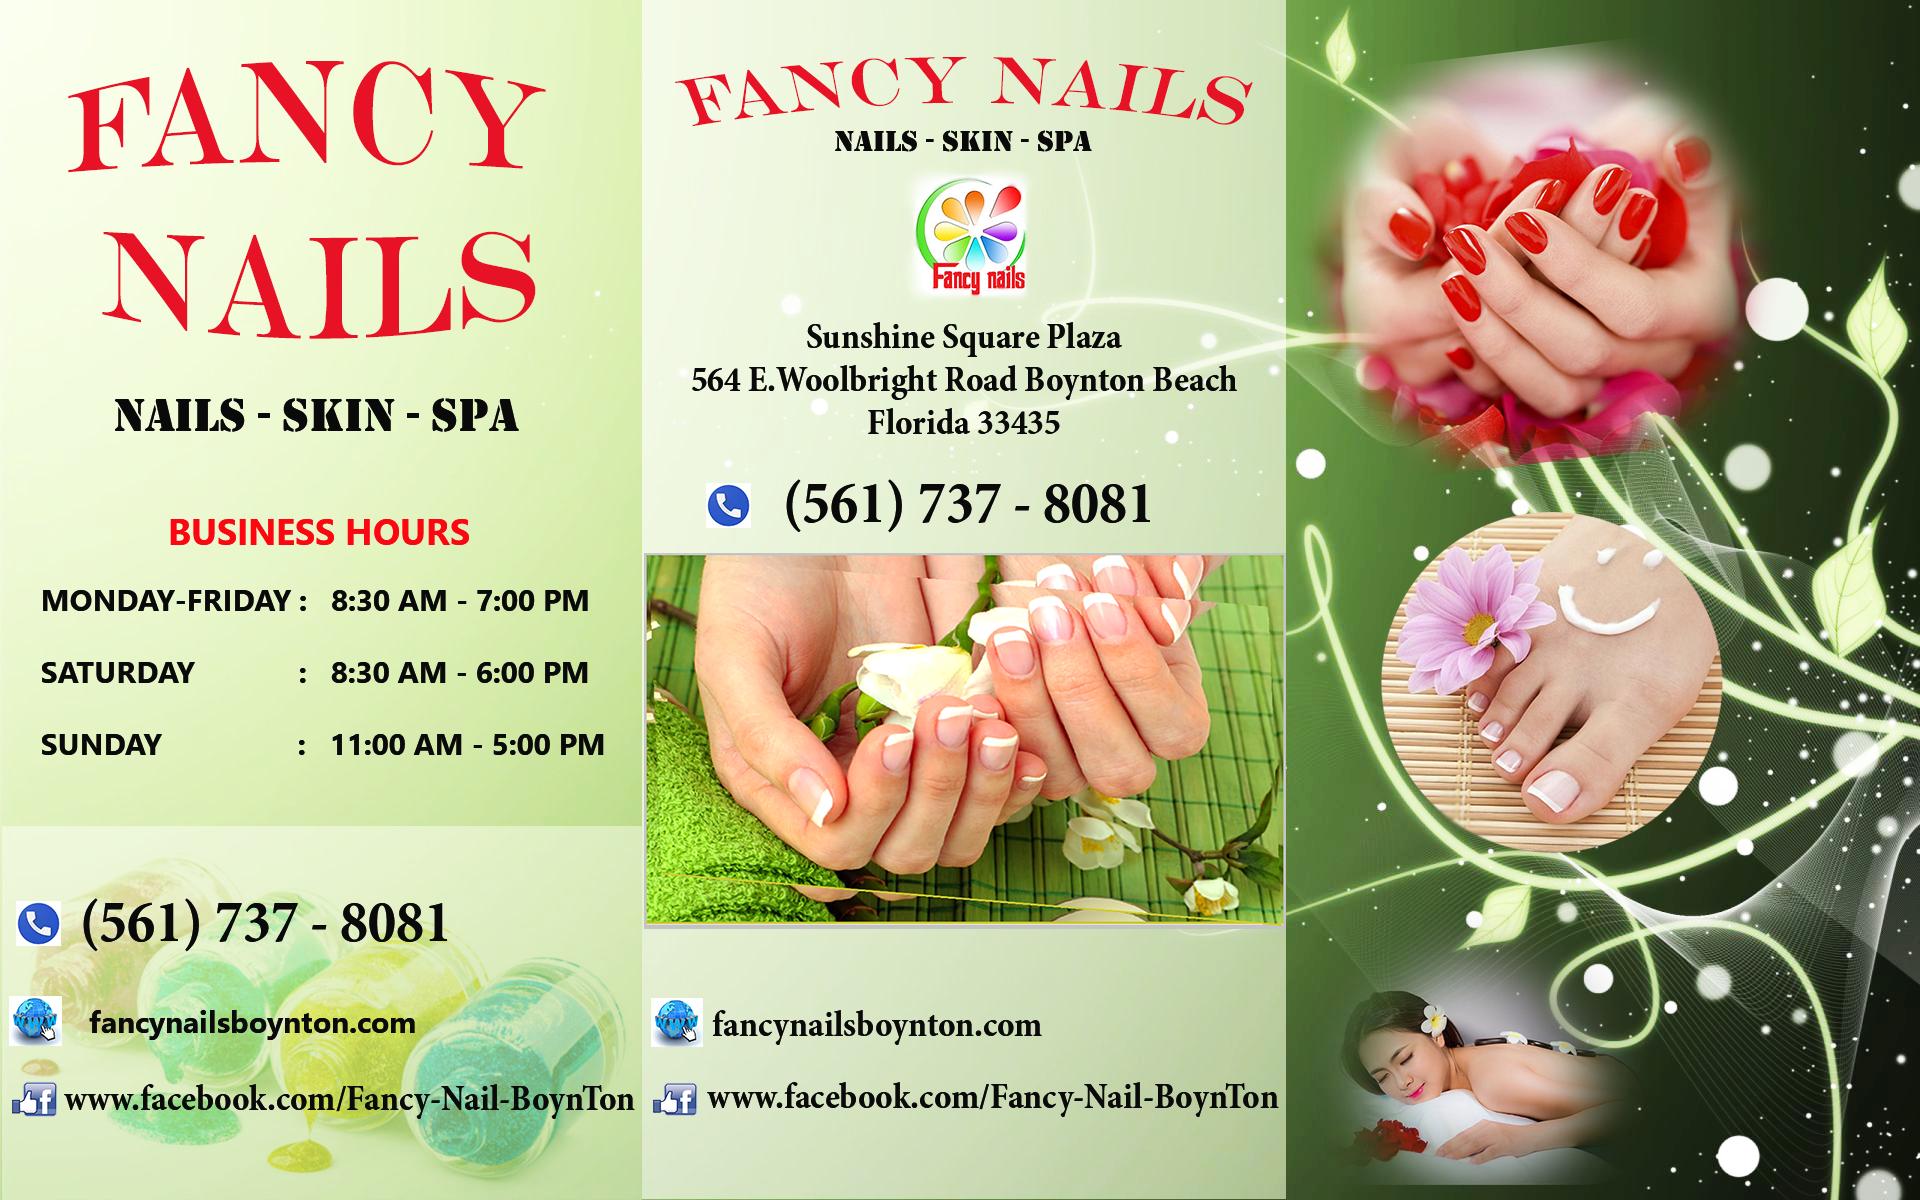 FANCY
NAILS
NAILS - SKIN - SPA
BUSINESS HOURS
MONDAY-FRIDAY : 8:30 AM - 7:00 PM
SATURDAY : 8:30 AM - 6:00 PM
SUNDAY : 11:00 AM - 5:00 PM
(561) 737 - 8081
www
fancynailsboynton.com
f
www.facebook.com/Fancy-Nail-BoynTon
FANCY NAILS
NAILS - SKIN - SPA
Fancy nails
Sunshine Square Plaza
564 E.Woolbright Road Boynton Beach
Florida 33435
(561) 737 - 8081
www
fancynailsboynton.com
f
www.facebook.com/Fancy-Nail-BoynTon